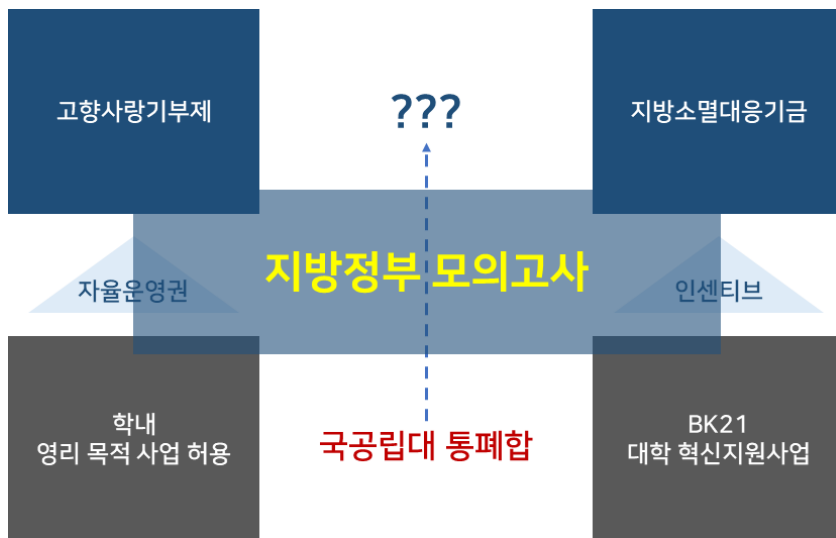 고향사랑기부제
???
지방소멸대응기금
지방정부 모의고사
자율운영권
인센티브
학내
영리 목적 사업 허용
국공립대 통폐합
BK21
대학 혁신지원사업